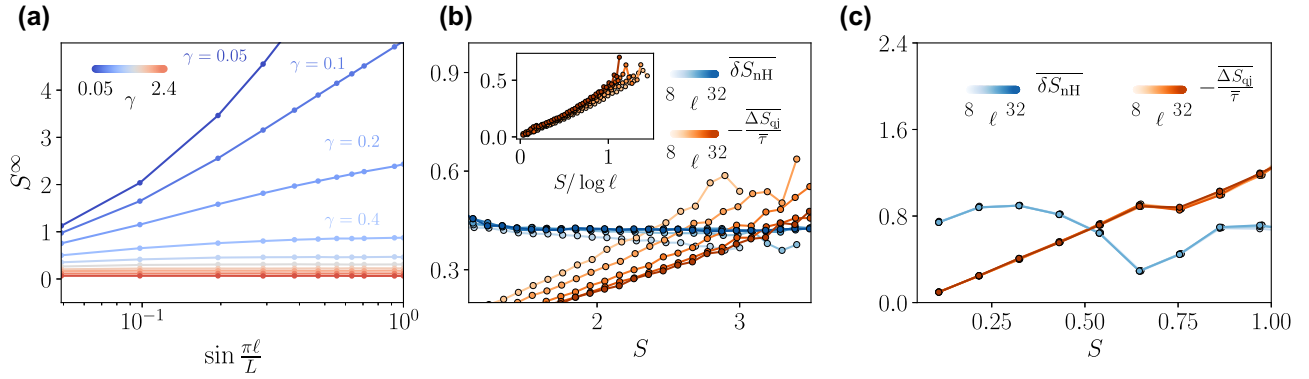 (a)
S^∞
4
3
2
1
0
γ = 0.05
γ = 0.1
γ = 0.2
γ = 0.4
0.05 2.4
γ
10^{-1} 10^0
sin πℓ/L
(b)
0.9
0.6
0.3
0.5
0.0
0 1
S/ log ℓ
\overline{δS_{nH}}
8 ℓ 32
-\frac{\overline{ΔS_{qj}}}{\overline{τ}}
8 ℓ 32
2 3
S
(c)
2.4
1.6
0.8
0.0
\overline{δS_{nH}}
8 ℓ 32
-\frac{\overline{ΔS_{qj}}}{\overline{τ}}
8 ℓ 32
0.25 0.50 0.75 1.00
S